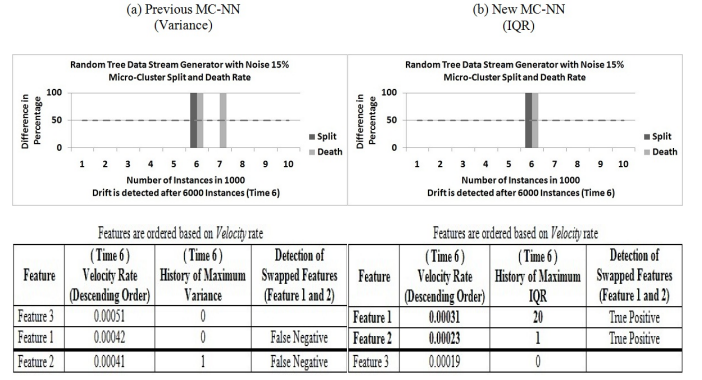 (a) Previous MC-NN
(Variance)
(b) New MC-NN
(IQR)
Random Tree Data Stream Generator with Noise 15%
Micro-Cluster Split and Death Rate
Difference in
Percentage
100
50
0
1 2 3 4 5 6 7 8 9 10
Split
Death
Number of Instances in 1000
Drift is detected after 6000 Instances (Time 6)
Random Tree Data Stream Generator with Noise 15%
Micro-Cluster Split and Death Rate
Difference in
Percentage
100
50
0
1 2 3 4 5 6 7 8 9 10
Split
Death
Number of Instances in 1000
Drift is detected after 6000 Instances (Time 6)
Features are ordered based on Velocity rate
Feature
(Time 6)
Velocity Rate
(Descending Order)
(Time 6)
History of Maximum
Variance
Detection of
Swapped Features
(Feature 1 and 2)
Feature 3 0.00051 0
Feature 1 0.00042 0 False Negative
Feature 2 0.00041 1 False Negative
Features are ordered based on Velocity rate
Feature
(Time 6)
Velocity Rate
(Descending Order)
(Time 6)
History of Maximum
IQR
Detection of
Swapped Features
(Feature 1 and 2)
Feature 1 0.00031 20 True Positive
Feature 2 0.00023 1 True Positive
Feature 3 0.00019 0